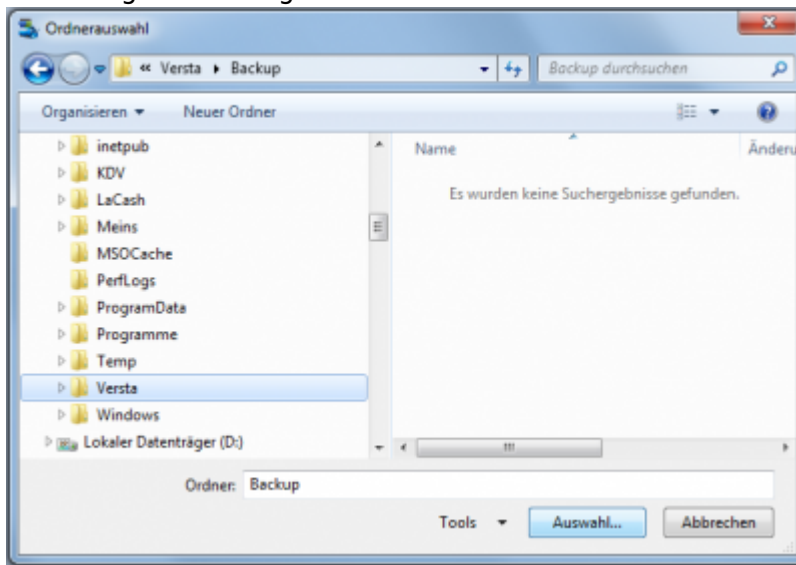 Ordnerauswahl
« Versta Backup
Backup durchsuchen
Organisieren Neuer Ordner
inetpub
KDV
LaCash
Meins
MSOCache
PerfLogs
ProgramData
Programme
Temp
Versta
Windows
Lokaler Datenträger (D:)
Name Änderu
Es wurden keine Suchergebnisse gefunden.
Ordner: Backup
Tools Auswahl... Abbrechen